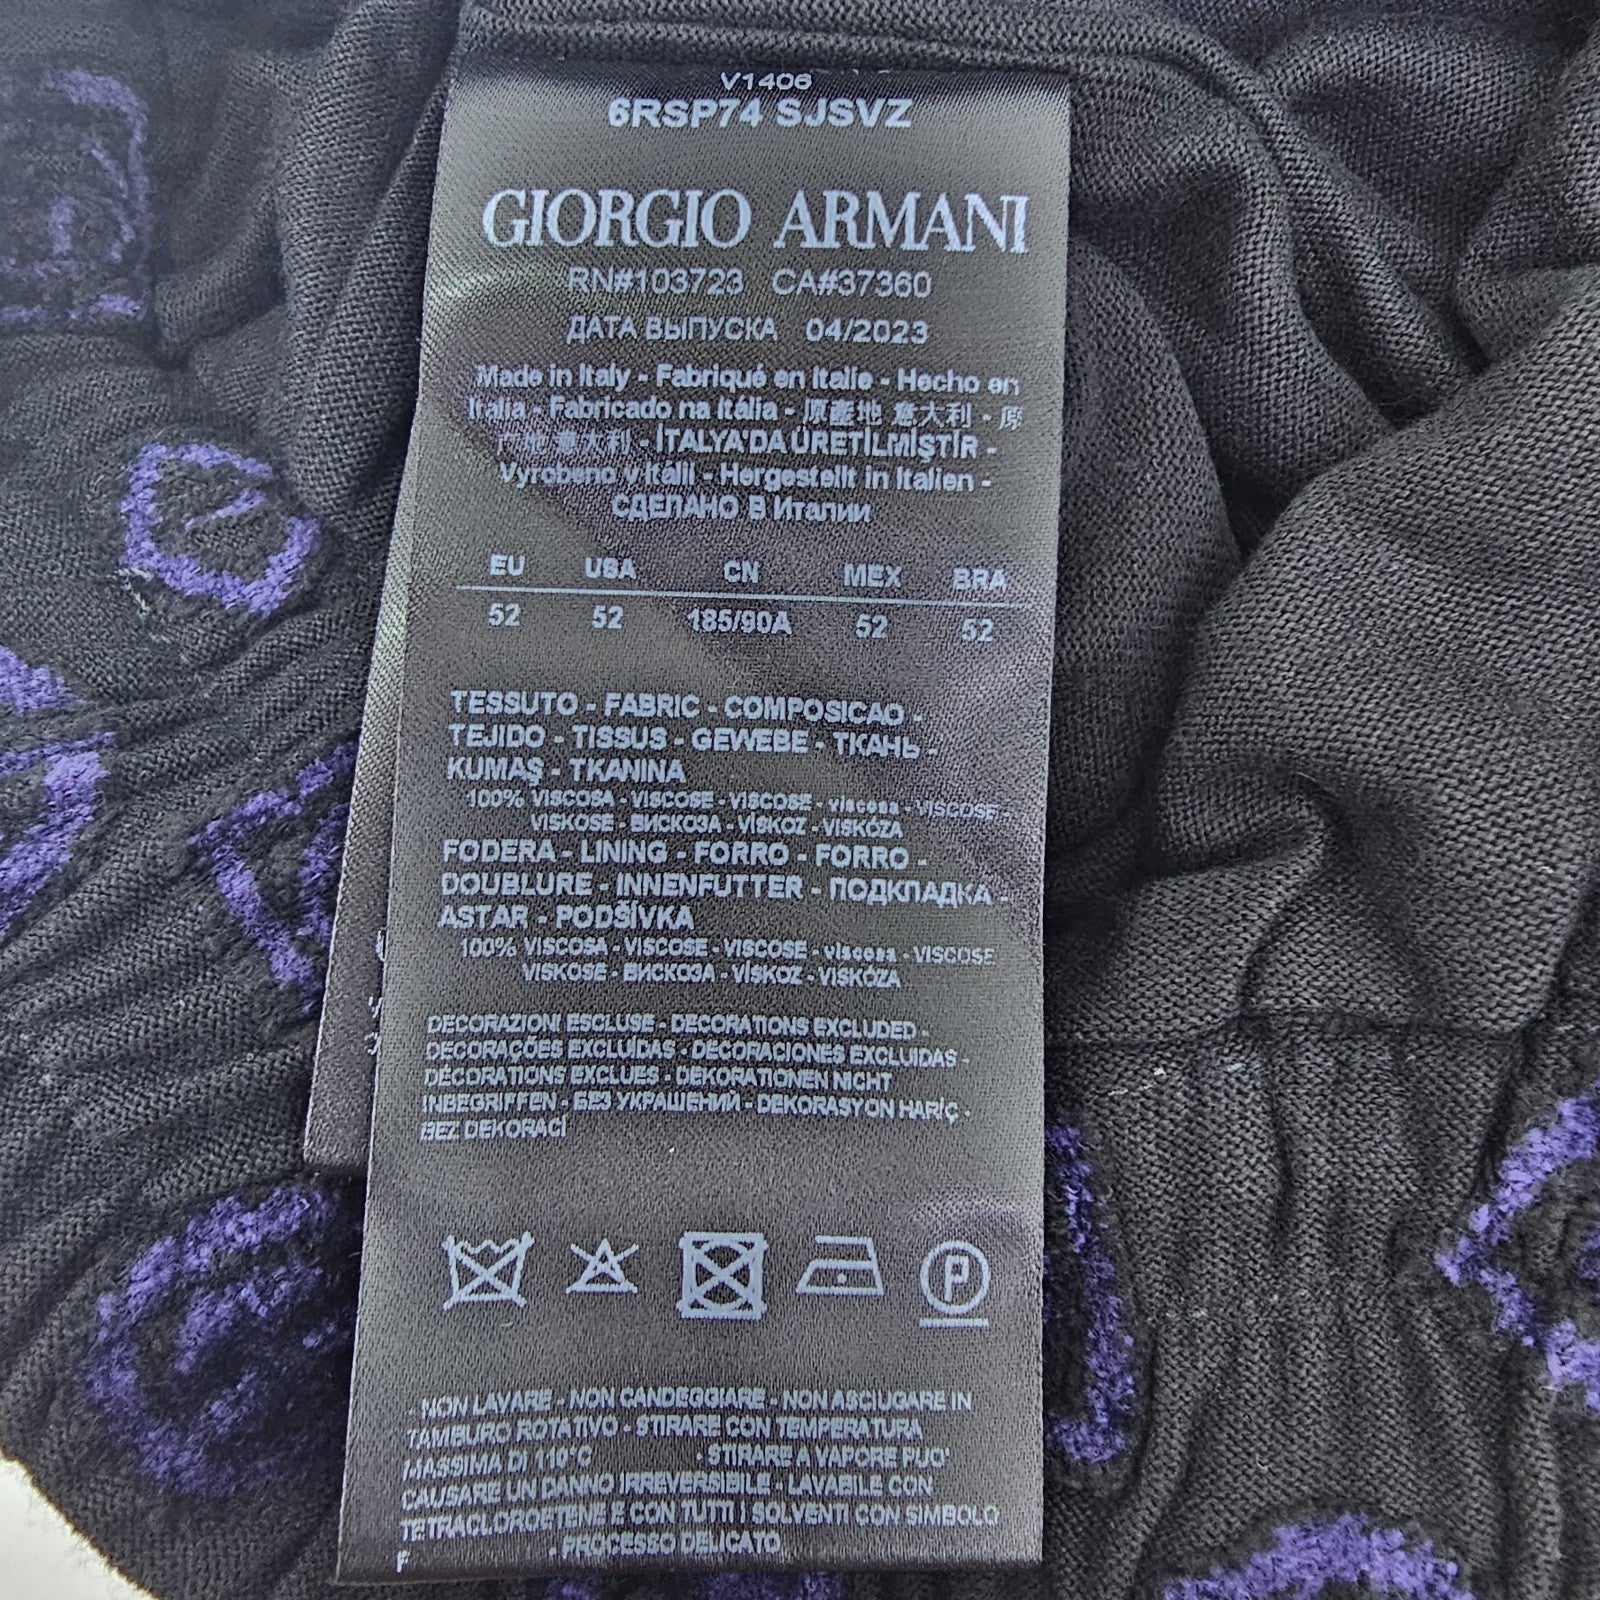 V1406
6RSP74 SJSVZ
GIORGIO ARMANI
RN#103723 CA#37360
ДАТА ВЫПУСКА 04/2023
Made in Italy - Fabriqué en Italie - Hecho en
Italia - Fabricado na Itália - 原產地 意大利 - 原
产地 意大利 - İTALYA'DA ÜRETİLMİŞTİR -
Vyrobeno v Itálii - Hergestellt in Italien -
СДЕЛАНО В Италии
EU USA CN MEX BRA
52 52 185/90A 52 52
TESSUTO - FABRIC - COMPOSICAO -
TEJIDO - TISSUS - GEWEBE - ТКАНЬ -
KUMAŞ - TKANINA
100% VISCOSA - VISCOSE - VISCOSE - viscosa - VISCOSE -
VISKOSE - ВИСКОЗА - VİSKOZ - VISKÓZA
FODERA - LINING - FORRO - FORRO -
DOUBLURE - INNENFUTTER - ПОДКЛАДКА -
ASTAR - PODŠÍVKA
100% VISCOSA - VISCOSE - VISCOSE - viscosa - VISCOSE
VISKOSE - ВИСКОЗА - VİSKOZ - VISKÓZA
DECORAZIONI ESCLUSE - DECORATIONS EXCLUDED -
DECORAÇÕES EXCLUÍDAS - DECORACIONES EXCLUIDAS -
DÉCORATIONS EXCLUES - DEKORATIONEN NICHT
INBEGRIFFEN - БЕЗ УКРАШЕНИЙ - DEKORASYON HARİÇ -
BEZ DEKORACÍ
P
- NON LAVARE - NON CANDEGGIARE - NON ASCIUGARE IN
TAMBURO ROTATIVO - STIRARE CON TEMPERATURA
MASSIMA DI 110°C - STIRARE A VAPORE PUO'
CAUSARE UN DANNO IRREVERSIBILE - LAVABILE CON
TETRACLOROETENE E CON TUTTI I SOLVENTI CON SIMBOLO
F - PROCESSO DELICATO